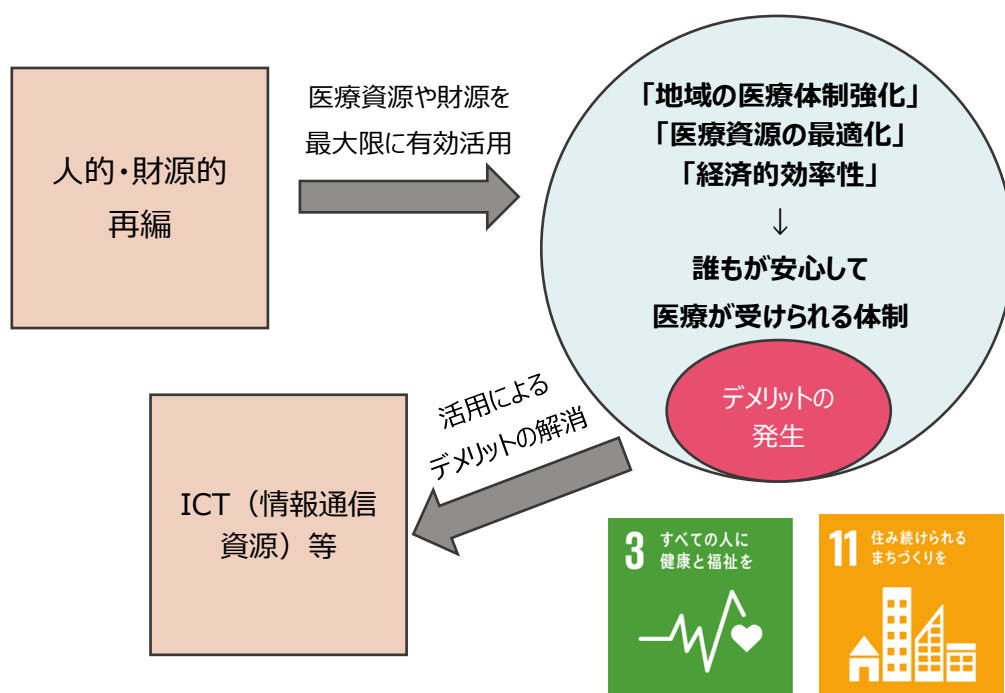 人的・財源的
再編
医療資源や財源を
最大限に有効活用
「地域の医療体制強化」
「医療資源の最適化」
「経済的効率性」
↓
誰もが安心して
医療が受けられる体制
デメリットの
発生
活用による
デメリットの解消
ICT（情報通信
資源）等
3 すべての人に
健康と福祉を
11 住み続けられる
まちづくりを